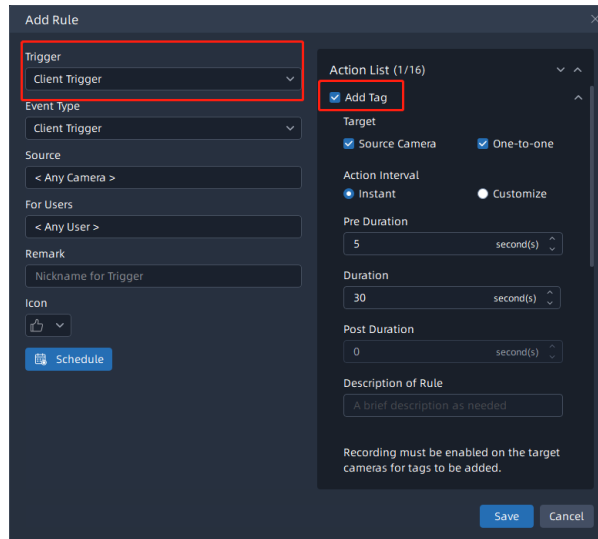 Add Rule
Trigger
Client Trigger
Event Type
Client Trigger
Source
< Any Camera >
For Users
< Any User >
Remark
Nickname for Trigger
Icon
Schedule
Action List (1/16)
Add Tag
Target
Source Camera One-to-one
Action Interval
Instant Customize
Pre Duration
5 second(s)
Duration
30 second(s)
Post Duration
0 second(s)
Description of Rule
A brief description as needed
Recording must be enabled on the target
cameras for tags to be added.
Save Cancel